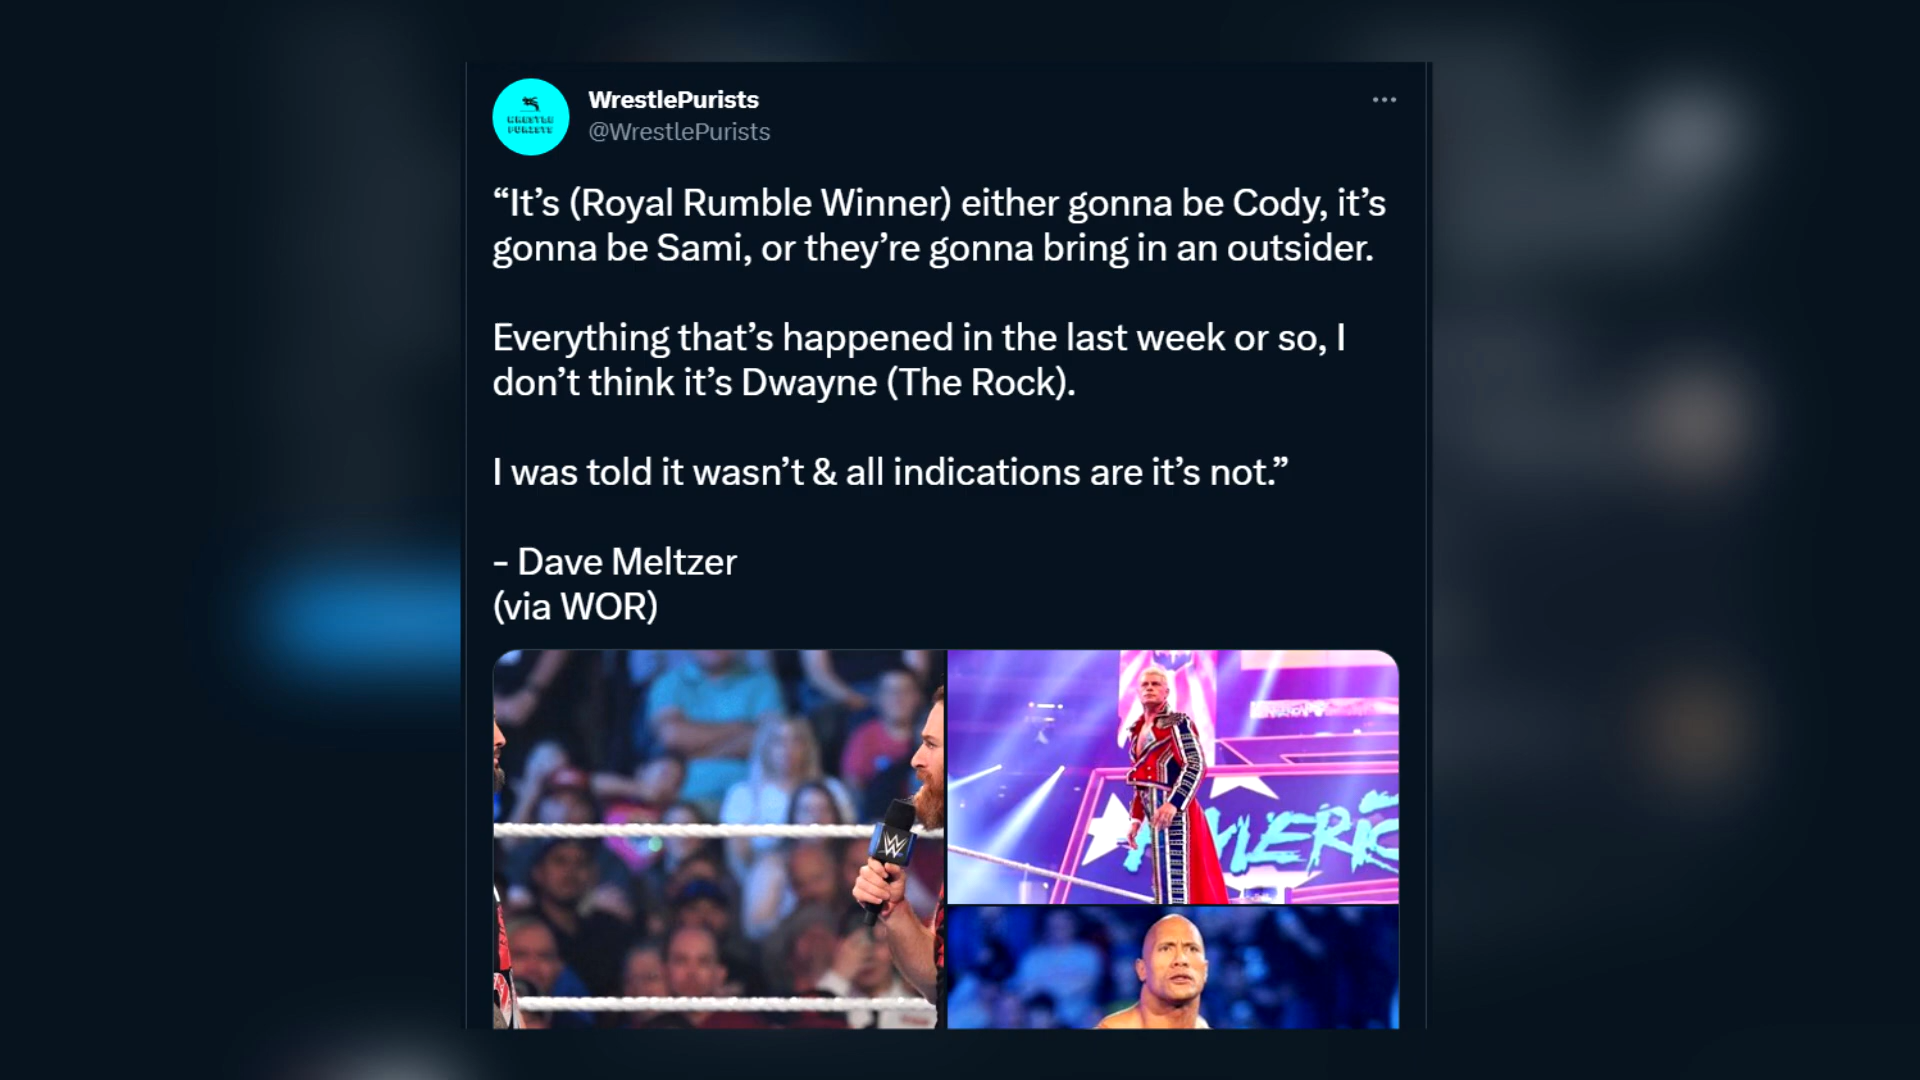 WRESTLE
PURISTS
WrestlePurists
@WrestlePurists
“It’s (Royal Rumble Winner) either gonna be Cody, it’s
gonna be Sami, or they’re gonna bring in an outsider.
Everything that’s happened in the last week or so, I
don’t think it’s Dwayne (The Rock).
I was told it wasn’t & all indications are it’s not.”
– Dave Meltzer
(via WOR)
W